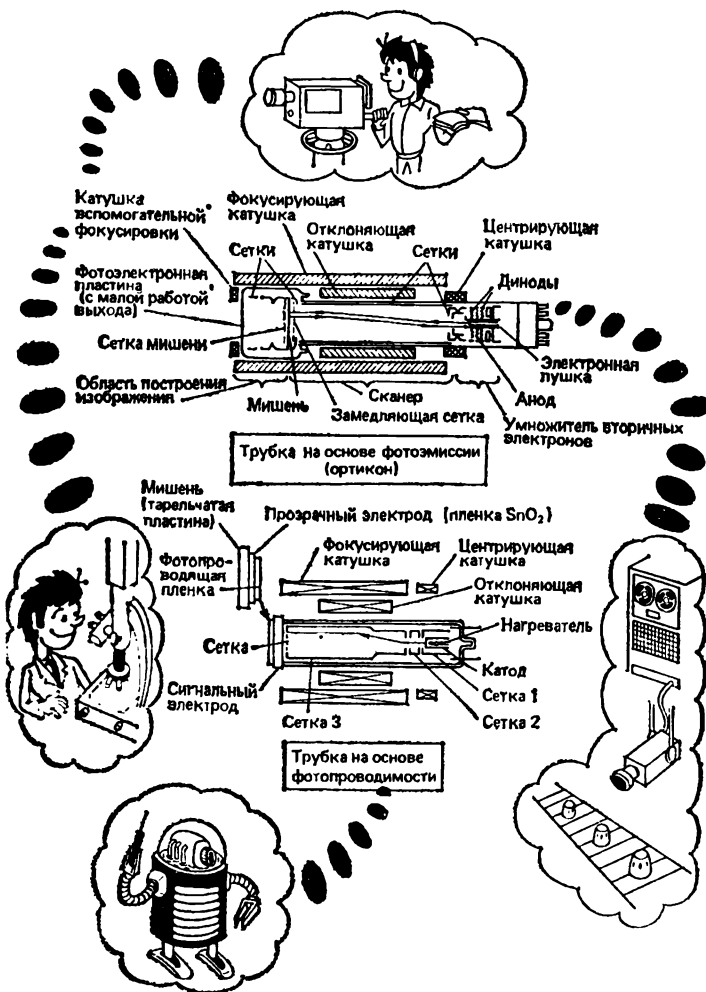 Катушка
вспомогательной
фокусировки
Фокусирующая
катушка
Отклоняющая
катушка
Центрирующая
катушка
Сетки
Сетки
Диноды
Фотоэлектронная
пластина
(с малой работой
выхода)
Сетка мишени
Электронная
пушка
Область построения
изображения
Мишень
Сканер
Замедляющая сетка
Анод
Умножитель вторичных
электронов
Трубка на основе фотоэмиссии
(ортикон)
Мишень
(тарельчатая
пластина)
Прозрачный электрод (пленка SnO₂)
Фокусирующая
катушка
Центрирующая
катушка
Фотопро-
водящая
пленка
Отклоняющая
катушка
Нагреватель
Сетка
Катод
Сигнальный
электрод
Сетка 1
Сетка 3
Сетка 2
Трубка на основе
фотопроводимости